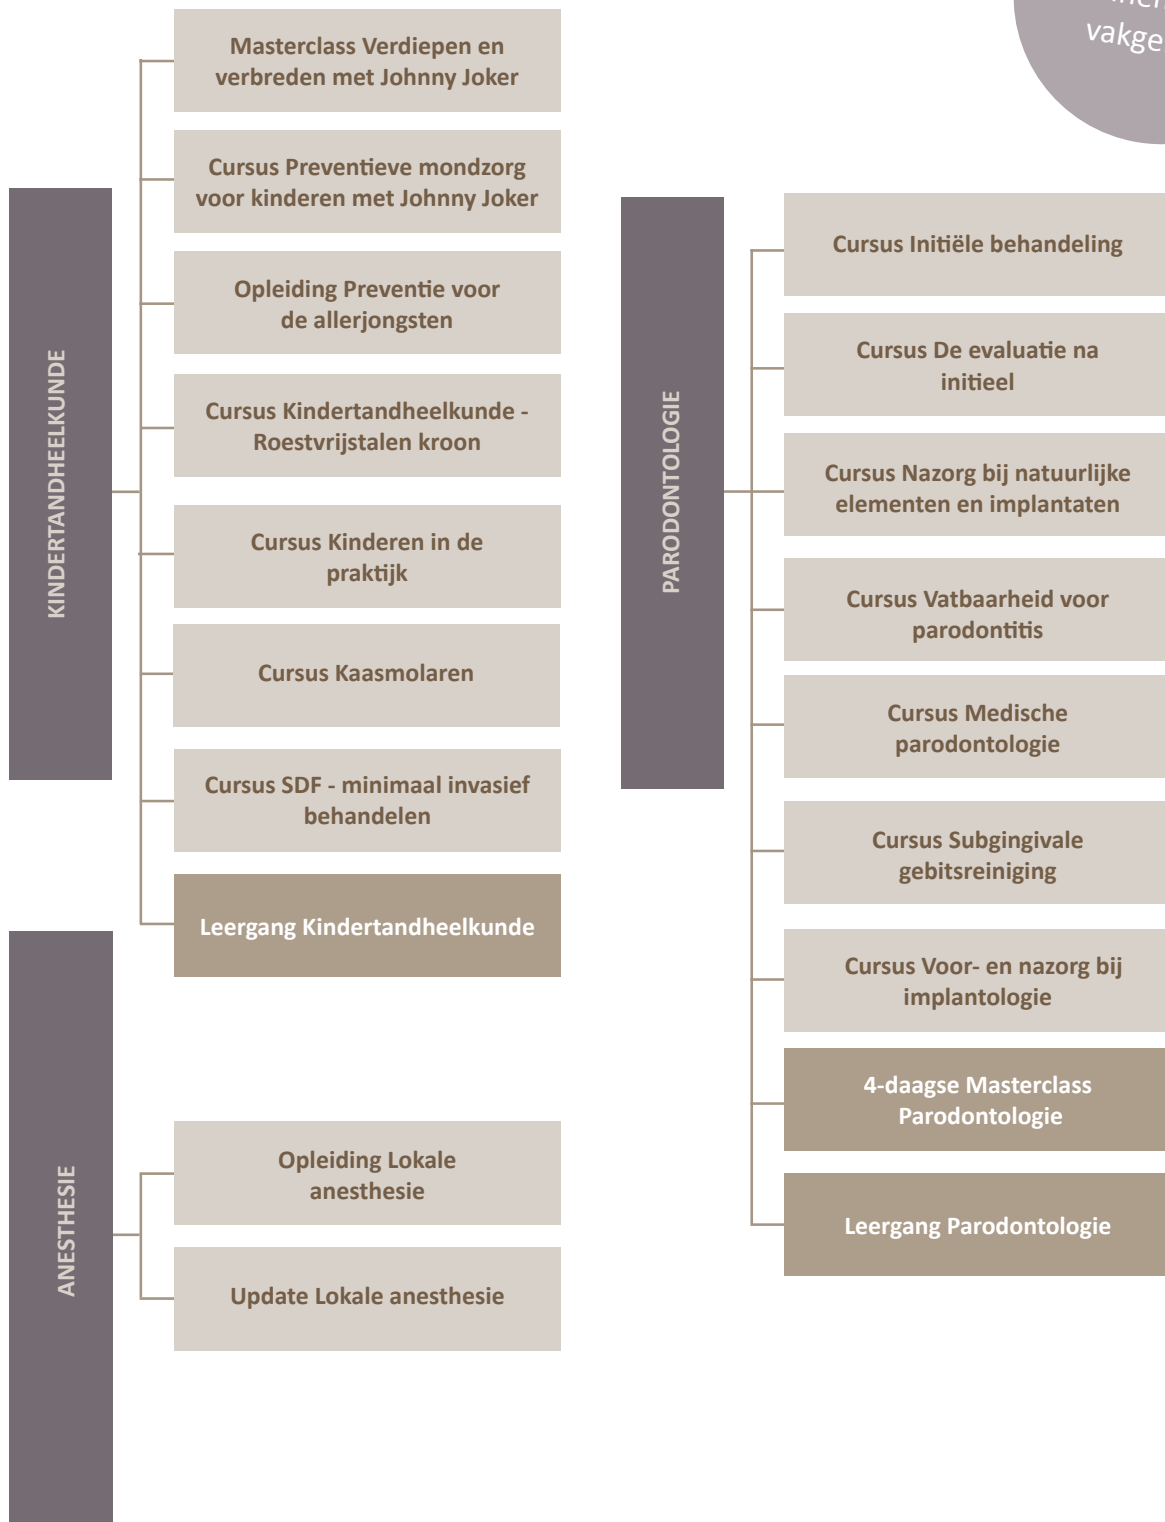 KINDERTANDHEELKUNDE
Masterclass Verdiepen en
verbreden met Johnny Joker
Cursus Preventieve mondzorg
voor kinderen met Johnny Joker
Opleiding Preventie voor
de allerjongsten
Cursus Kindertandheelkunde -
Roestvrijstalen kroon
Cursus Kinderen in de
praktijk
Cursus Kaasmolaren
Cursus SDF - minimaal invasief
behandelen
Leergang Kindertandheelkunde
ANESTHESIE
Opleiding Lokale
anesthesie
Update Lokale anesthesie
PARODONTOLOGIE
Cursus Initiële behandeling
Cursus De evaluatie na
initieel
Cursus Nazorg bij natuurlijke
elementen en implantaten
Cursus Vatbaarheid voor
parodontitis
Cursus Medische
parodontologie
Cursus Subgingivale
gebitsreiniging
Cursus Voor- en nazorg bij
implantologie
4-daagse Masterclass
Parodontologie
Leergang Parodontologie
vakge